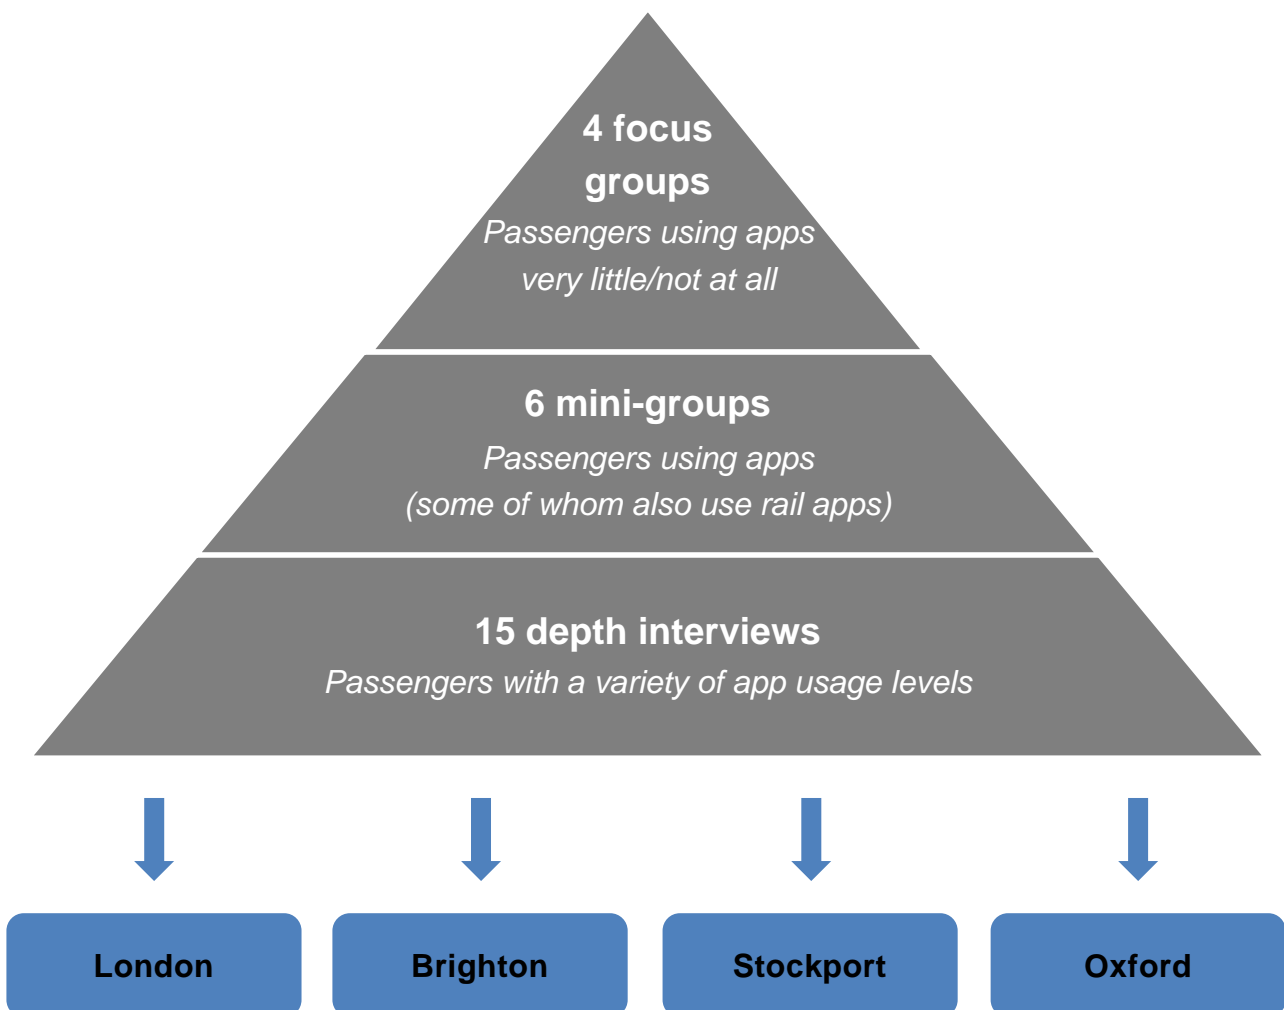 4 focus
groups
Passengers using apps
very little/not at all
6 mini-groups
Passengers using apps
(some of whom also use rail apps)
15 depth interviews
Passengers with a variety of app usage levels
London
Brighton
Stockport
Oxford